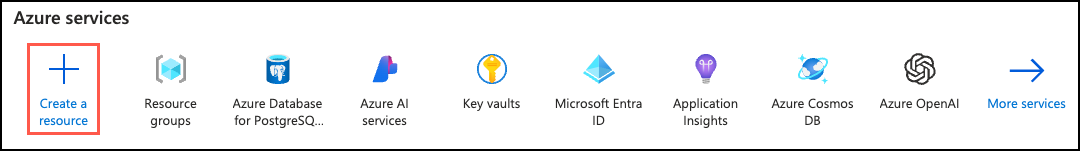 Azure services
Create a
resource
Resource
groups
Azure Database
for PostgreSQ...
Azure AI
services
Key vaults
Microsoft Entra
ID
Application
Insights
Azure Cosmos
DB
Azure OpenAI
More services